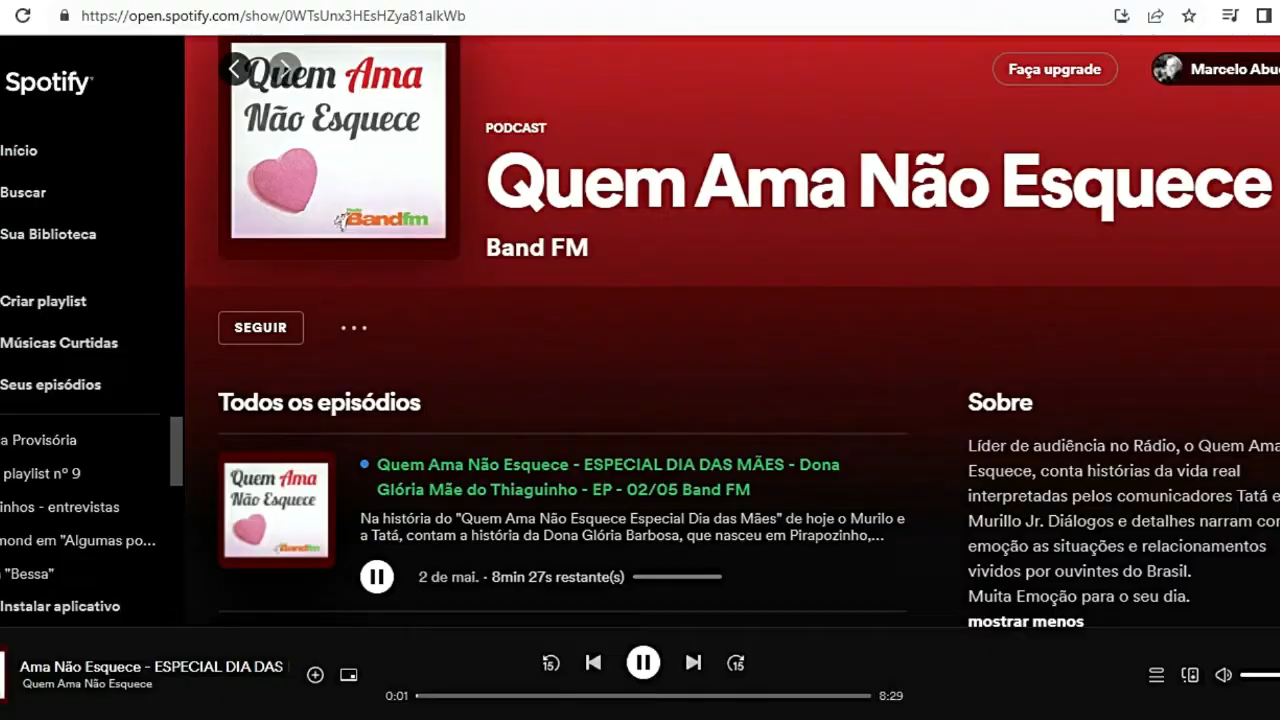 https://open.spotify.com/show/0WTsUnx3HEsHZya81alkWb
Spotify
Início
Buscar
Sua Biblioteca
Criar playlist
Músicas Curtidas
Seus episódios
a Provisória
playlist nº 9
inhos - entrevistas
mond em "Algumas po...
"Bessa"
Instalar aplicativo
Quem Ama
Não Esquece
Bandfm
Faça upgrade
Marcelo Abu
PODCAST
Quem Ama Não Esquece
Band FM
SEGUIR
Todos os episódios
Quem Ama
Não Esquece
Bandfm
Quem Ama Não Esquece - ESPECIAL DIA DAS MÃES - Dona
Glória Mãe do Thiaguinho - EP - 02/05 Band FM
Na história do "Quem Ama Não Esquece Especial Dia das Mães" de hoje o Murilo e
a Tatá, contam a história da Dona Glória Barbosa, que nasceu em Pirapozinho,...
2 de mai. · 8min 27s restante(s)
Sobre
Líder de audiência no Rádio, o Quem Ama
Esquece, conta histórias da vida real
interpretadas pelos comunicadores Tatá e
Murillo Jr. Diálogos e detalhes narram co
emoção as situações e relacionamentos
vividos por ouvintes do Brasil.
Muita Emoção para o seu dia.
mostrar menos
Ama Não Esquece - ESPECIAL DIA DAS
Quem Ama Não Esquece
15
15
0:01
8:29